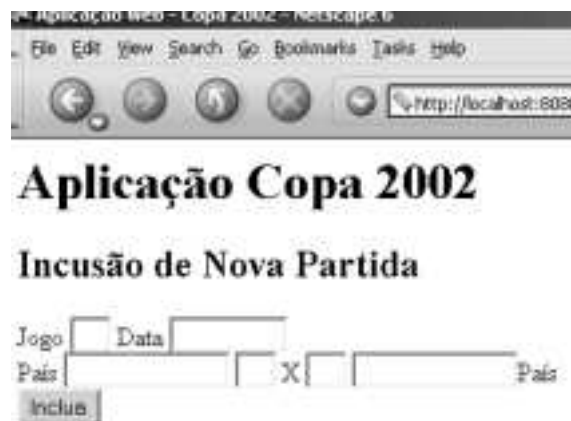 Aplicação Web - Copa 2002 - Netscape 6
File Edit View Search Go Bookmarks Tasks Help
http://localhost:808
Aplicação Copa 2002
Incusão de Nova Partida
Jogo Data
País X País
Inclua